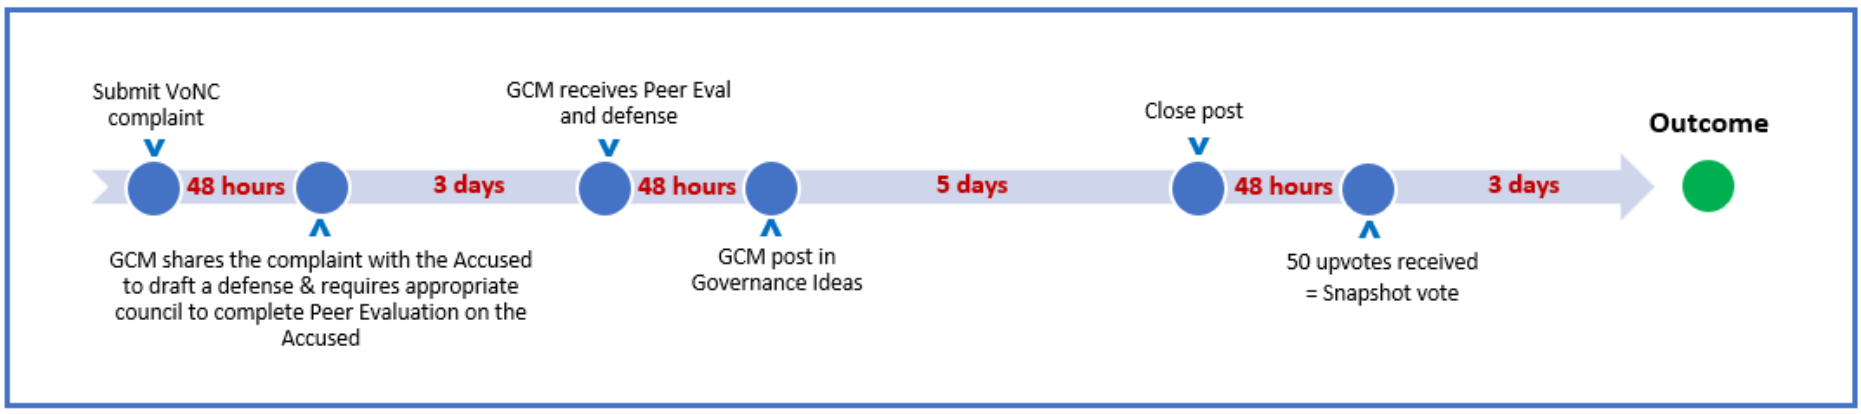 Submit VoNC
complaint
GCM receives Peer Eval
and defense
Close post
Outcome
48 hours
3 days
48 hours
5 days
48 hours
3 days
GCM shares the complaint with the Accused
to draft a defense & requires appropriate
council to complete Peer Evaluation on the
Accused
GCM post in
Governance Ideas
50 upvotes received
= Snapshot vote